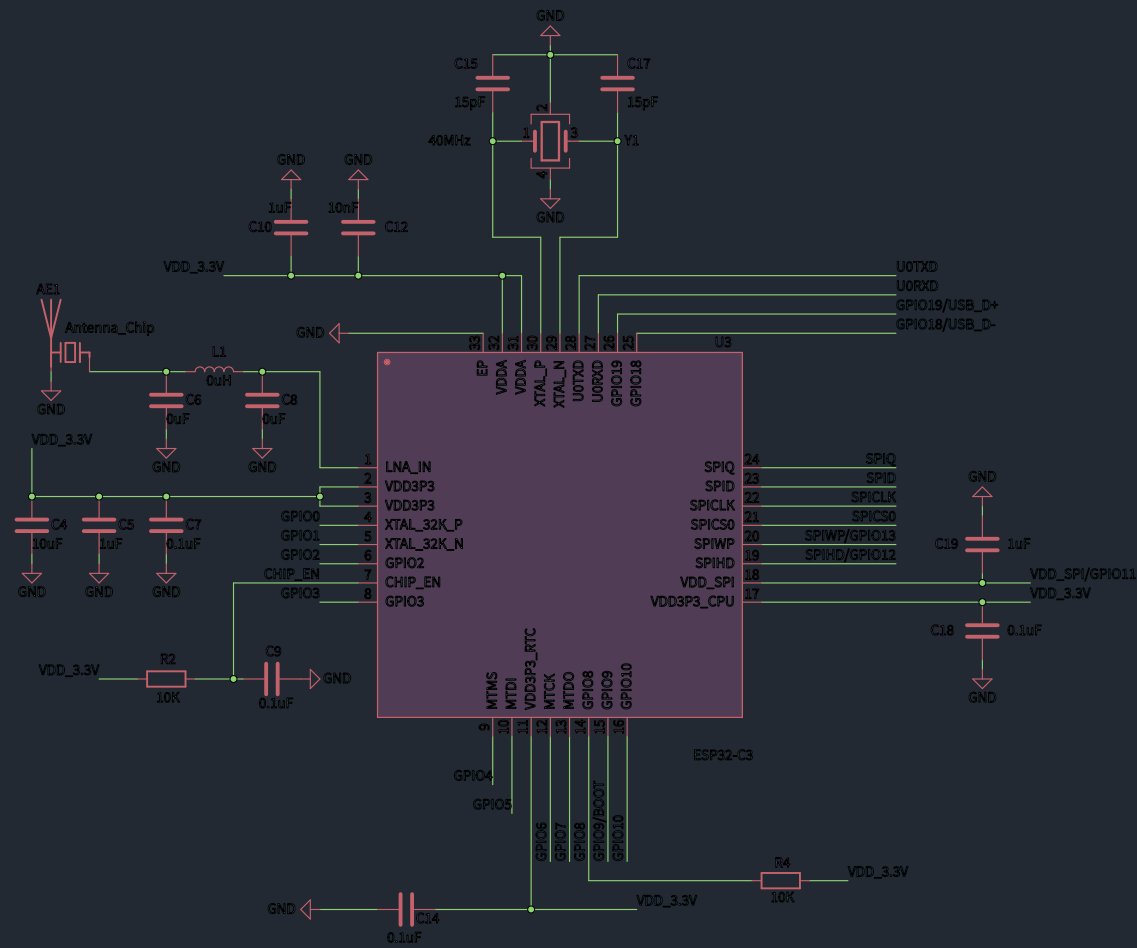 GND
C15
C17
15pF
15pF
2
40MHz
1
3
Y1
4
GND
GND
GND
1uF
10nF
C10
C12
VDD_3.3V
U0TXD
U0RXD
GPIO19/USB_D+
GPIO18/USB_D-
AE1
Antenna_Chip
GND
GND
33
32
31
30
29
28
27
26
25
U3
EP
VDDA
VDDA
XTAL_P
XTAL_N
U0TXD
U0RXD
GPIO19
GPIO18
L1
0uH
C6
0uF
C8
0uF
GND
GND
VDD_3.3V
1
LNA_IN
2
VDD3P3
3
VDD3P3
GPIO0
4
XTAL_32K_P
GPIO1
5
XTAL_32K_N
GPIO2
6
GPIO2
CHIP_EN
7
CHIP_EN
GPIO3
8
GPIO3
C4
10uF
C5
1uF
C7
0.1uF
GND
GND
GND
SPIQ
24
SPIQ
SPID
23
SPID
SPICLK
22
SPICLK
SPICS0
21
SPICS0
SPIWP
20
SPIWP/GPIO13
SPIHD
19
SPIHD/GPIO12
VDD_SPI
18
VDD_SPI/GPIO11
VDD3P3_CPU
17
VDD_3.3V
GND
C19
1uF
C18
0.1uF
GND
VDD_3.3V
R2
10K
C9
0.1uF
GND
MTMS
MTDI
VDD3P3_RTC
MTCK
MTDO
GPIO8
GPIO9
GPIO10
9
10
11
12
13
14
15
16
ESP32-C3
GPIO4
GPIO5
GPIO6
GPIO7
GPIO8
GPIO9/BOOT
GPIO10
R4
10K
VDD_3.3V
GND
C14
0.1uF
VDD_3.3V